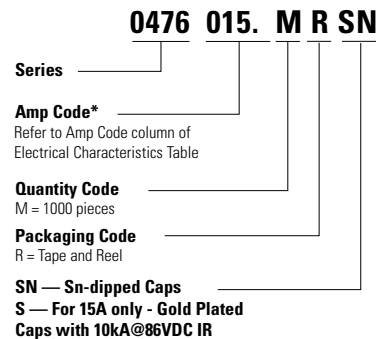 0476 015. M R SN
Series
Amp Code*
Refer to Amp Code column of
Electrical Characteristics Table
Quantity Code
M = 1000 pieces
Packaging Code
R = Tape and Reel
SN — Sn-dipped Caps
S — For 15A only - Gold Plated
Caps with 10kA@86VDC IR